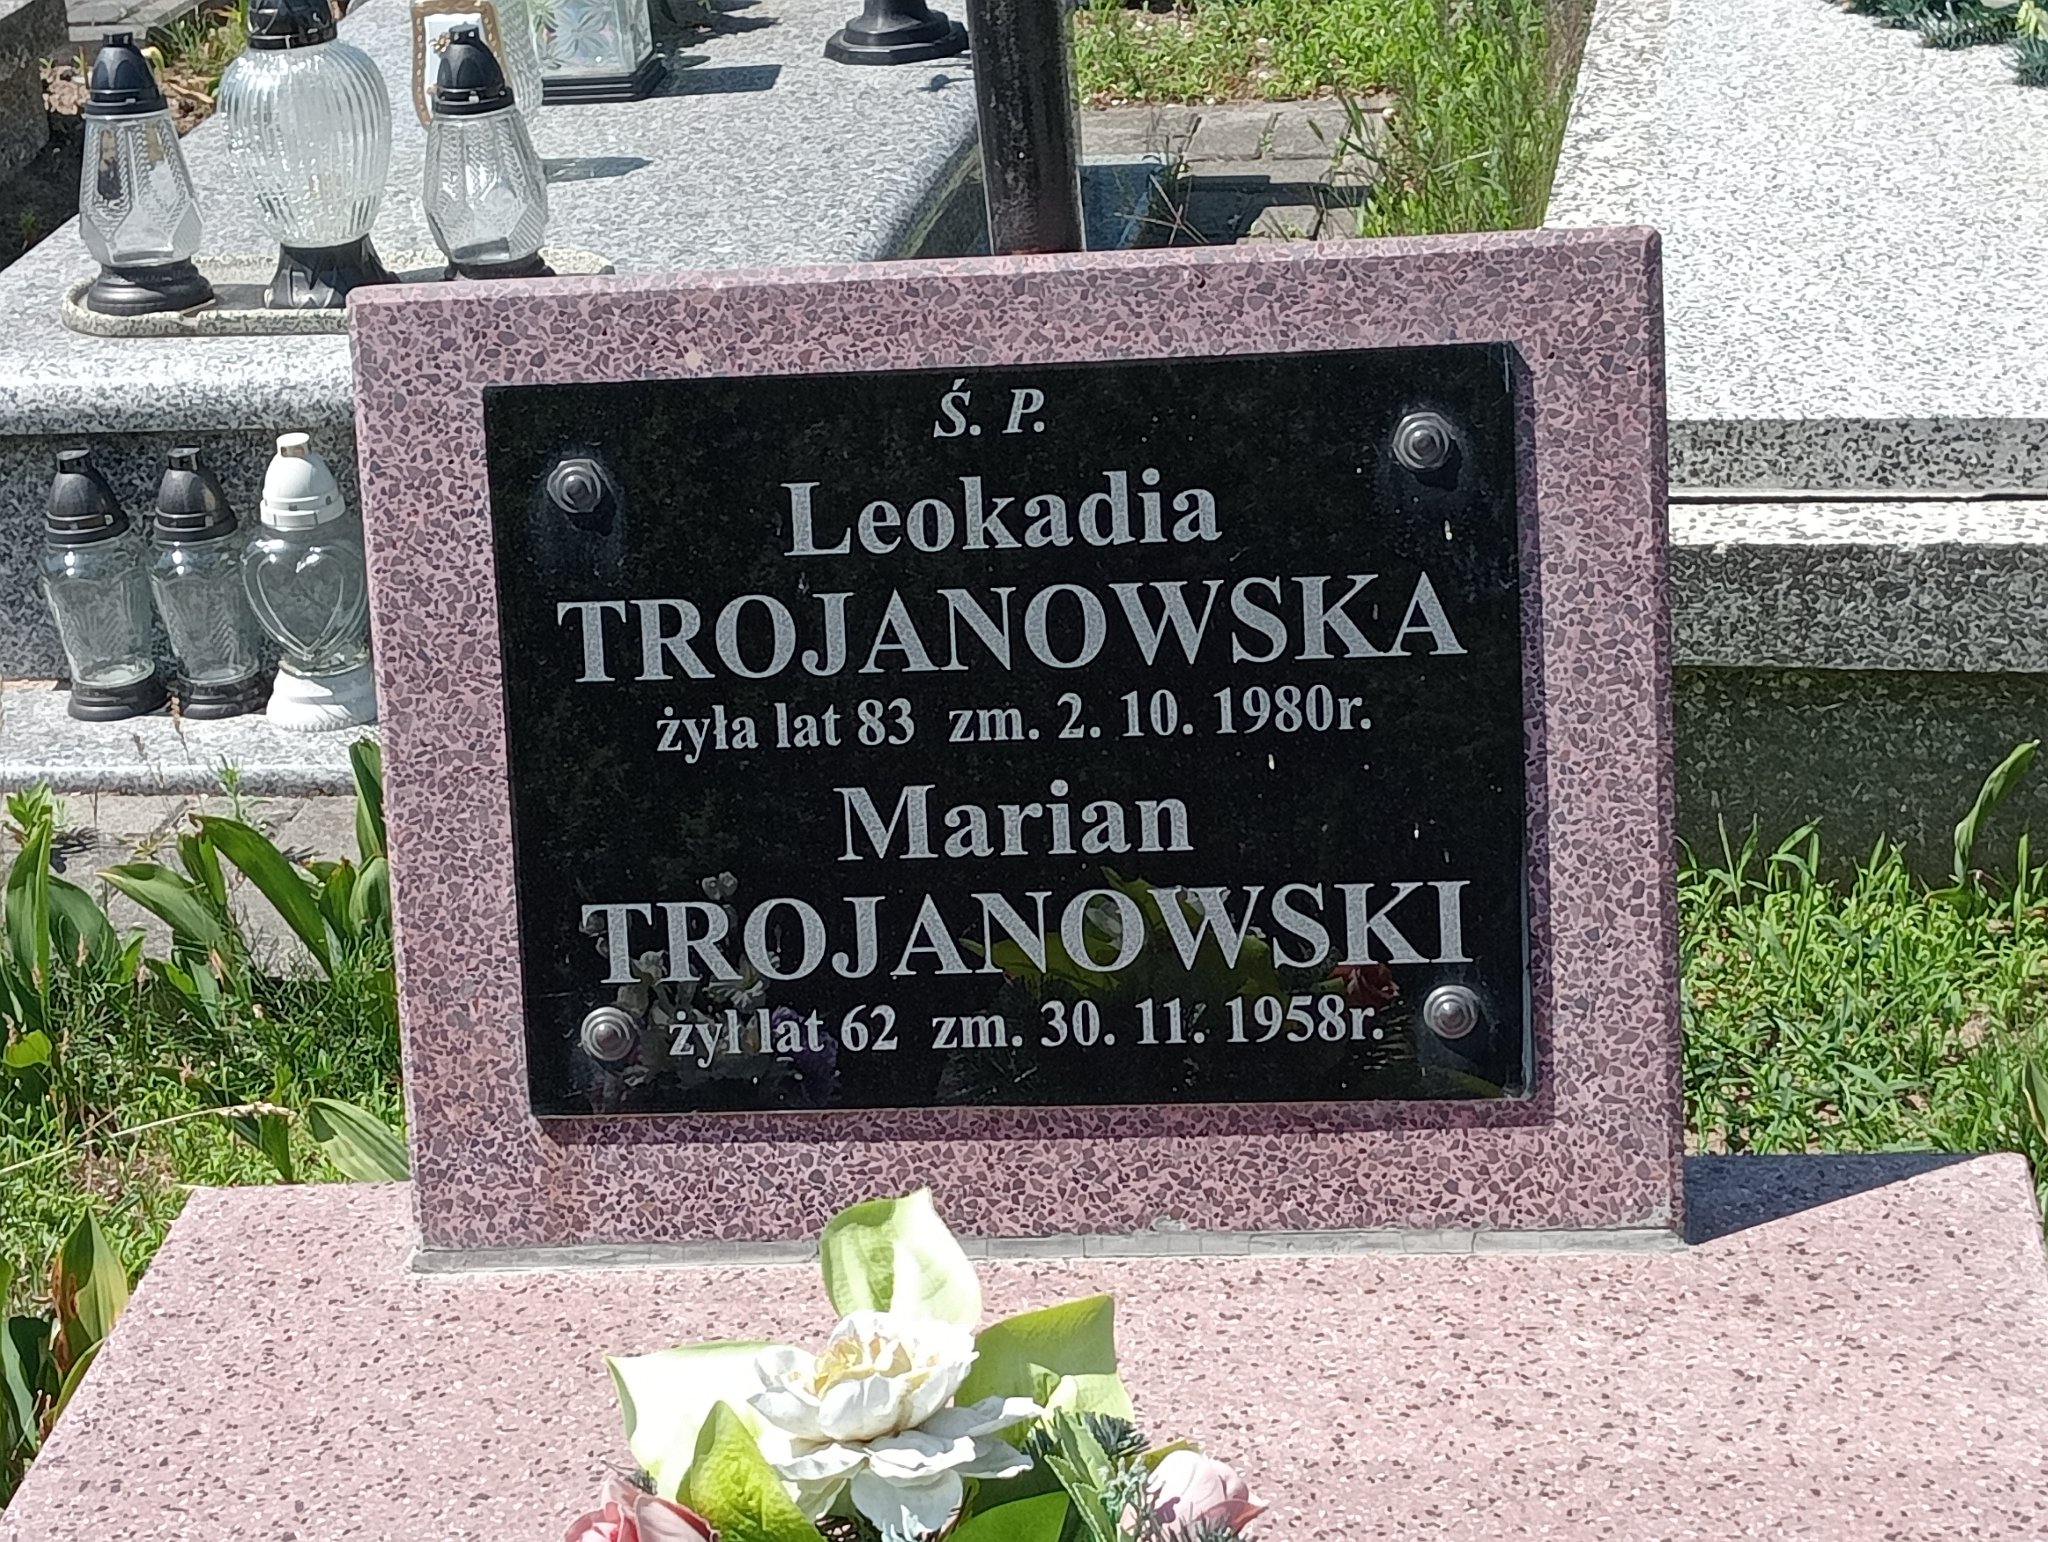 Ś. P.
Leokadia
TROJANOWSKA
żyła lat 83 zm. 2. 10. 1980r.
Marian
TROJANOWSKI
żył lat 62 zm. 30. 11. 1958r.